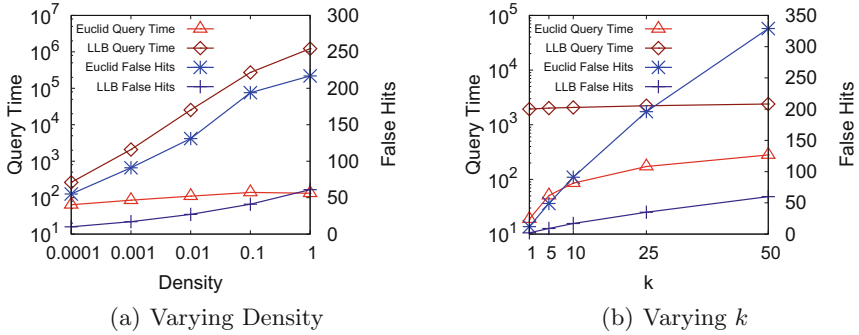 Query Time
10^7
10^6
10^5
10^4
10^3
10^2
10^1
Euclid Query Time
LLB Query Time
Euclid False Hits
LLB False Hits
300
250
200
150
100
50
0
False Hits
0.0001 0.001 0.01 0.1 1
Density
(a) Varying Density
Query Time
10^5
10^4
10^3
10^2
10^1
Euclid Query Time
LLB Query Time
Euclid False Hits
LLB False Hits
350
300
250
200
150
100
50
0
False Hits
1 5 10 25 50
k
(b) Varying k